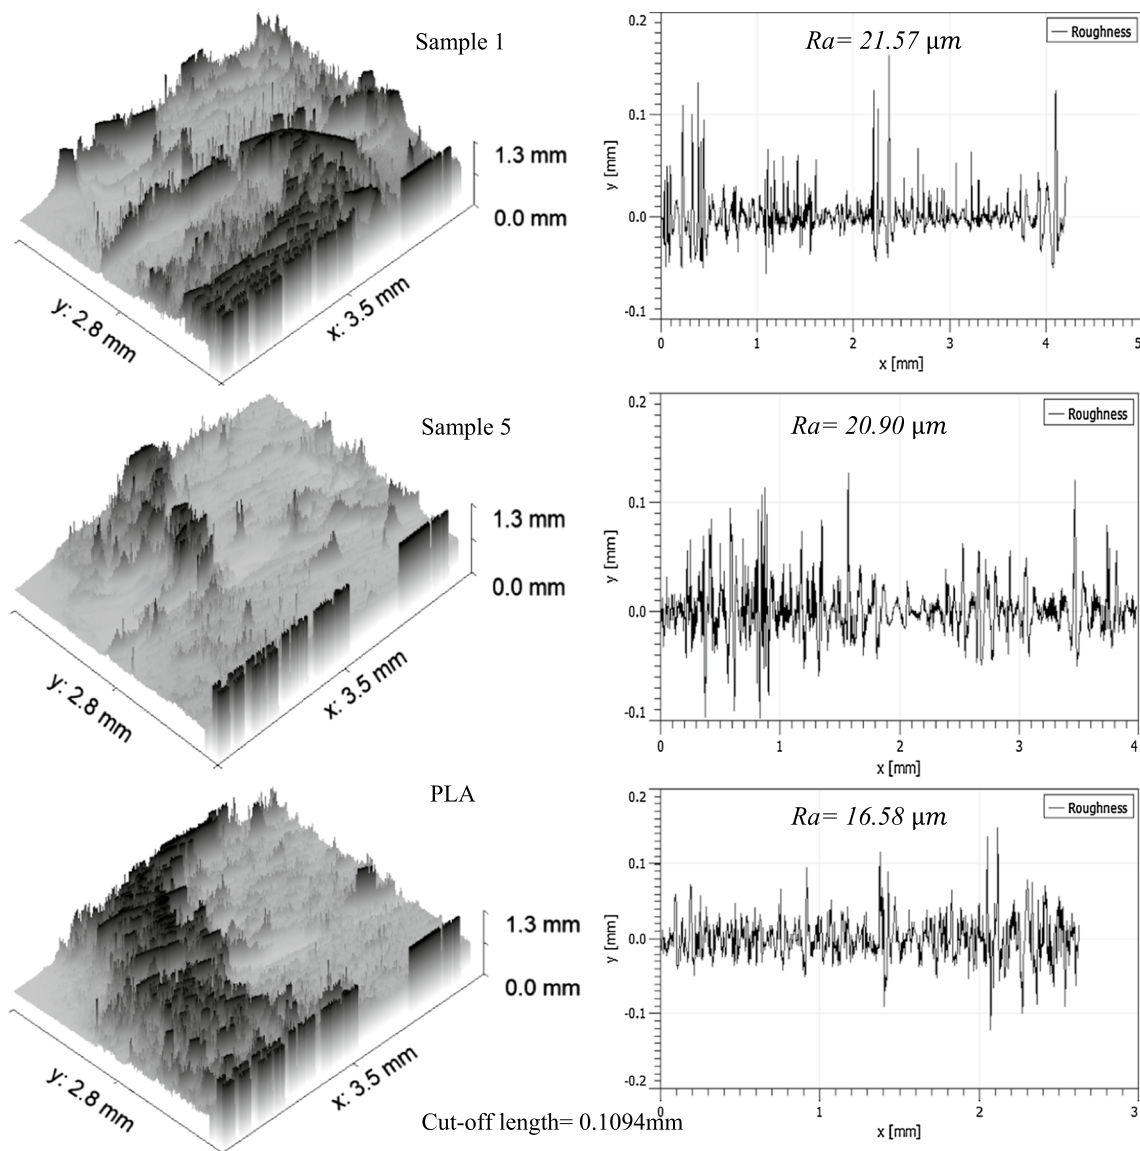 Sample 1
1.3 mm
0.0 mm
y: 2.8 mm
x: 3.5 mm
Ra= 21.57 μm
Roughness
0.2
0.1
0.0
-0.1
y [mm]
0 1 2 3 4 5
x [mm]
Sample 5
1.3 mm
0.0 mm
y: 2.8 mm
x: 3.5 mm
Ra= 20.90 μm
Roughness
0.2
0.1
0.0
-0.1
y [mm]
0 1 2 3 4
x [mm]
PLA
1.3 mm
0.0 mm
y: 2.8 mm
x: 3.5 mm
Ra= 16.58 μm
Roughness
0.2
0.1
0.0
-0.1
-0.2
y [mm]
0 1 2 3
x [mm]
Cut-off length= 0.1094mm